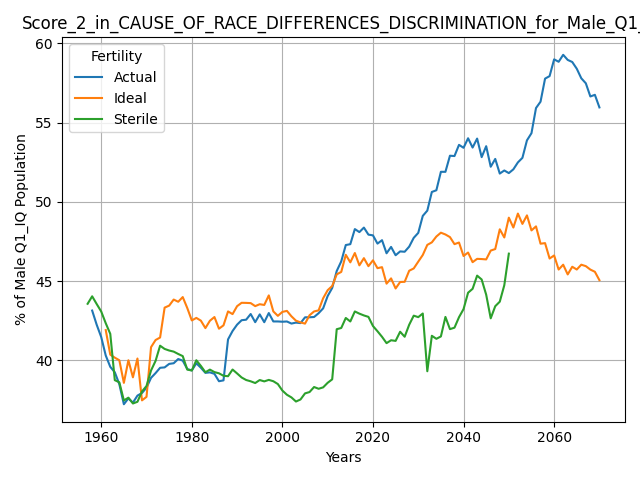 Score_2_in_CAUSE_OF_RACE_DIFFERENCES_DISCRIMINATION_for_Male_Q1_
Fertility
Actual
Ideal
Sterile
60
55
50
45
40
% of Male Q1_IQ Population
1960
1980
2000
2020
2040
2060
Years